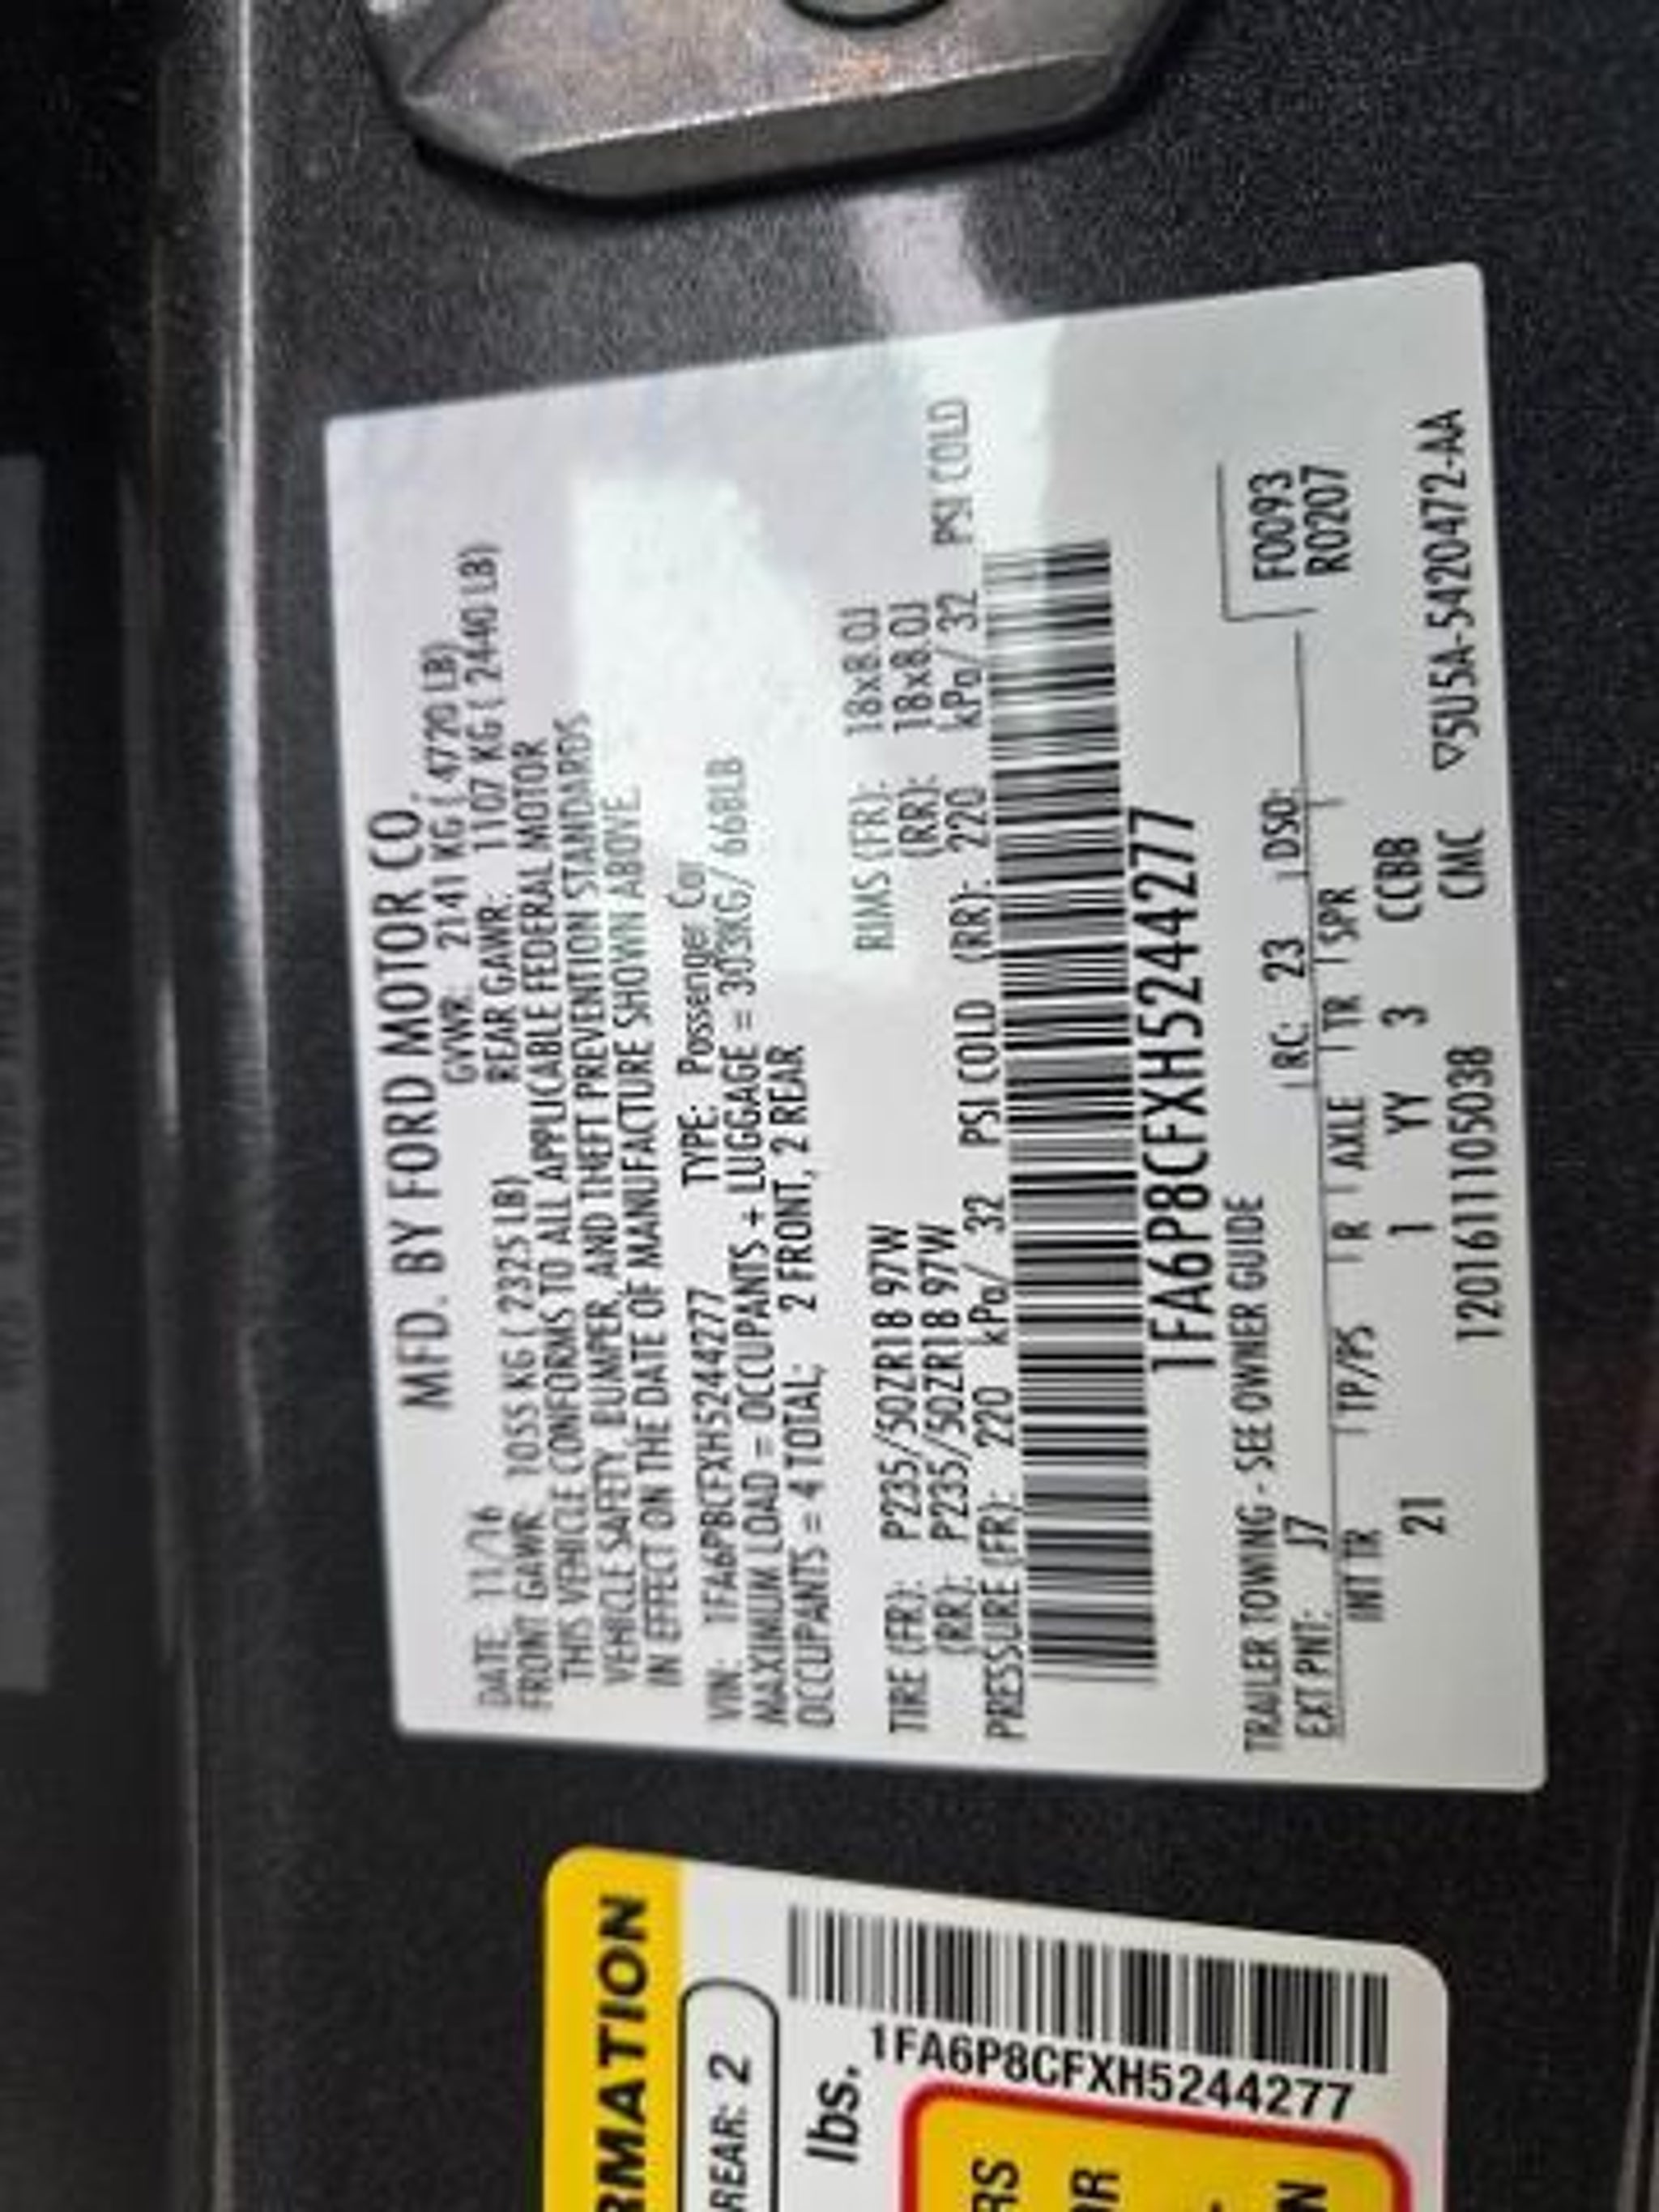 MFD. BY FORD MOTOR CO.
DATE: 11/16 GVWR: 2141 KG ( 4720 LB)
FRONT GAWR: 1055 KG ( 2325 LB) REAR GAWR: 1107 KG ( 2440 LB)
THIS VEHICLE CONFORMS TO ALL APPLICABLE FEDERAL MOTOR
VEHICLE SAFETY, BUMPER, AND THEFT PREVENTION STANDARDS
IN EFFECT ON THE DATE OF MANUFACTURE SHOWN ABOVE.
VIN: 1FA6P8CFXH5244277 TYPE: Passenger Car
MAXIMUM LOAD = OCCUPANTS + LUGGAGE = 303KG/668LB
OCCUPANTS = 4 TOTAL; 2 FRONT, 2 REAR
TIRE (FR): P235/50ZR18 97W RIMS (FR): 18x8.0J
(RR): P235/50ZR18 97W (RR): 18x8.0J
PRESSURE (FR): 220 kPa/ 32 PSI COLD (RR): 220 kPa/ 32 PSI COLD
1FA6P8CFXH5244277
TRAILER TOWING - SEE OWNER GUIDE
EXT PNT: J7 RC: 23 DSO: F0093
R0207
INT TR TP/PS R AXLE TR SPR
21 1 YY 3 CCBB
1201611105038 CMC ▽5U5A-5420472-AA
RMATION
REAR: 2
lbs.
1FA6P8CFXH5244277
RS
OR
N